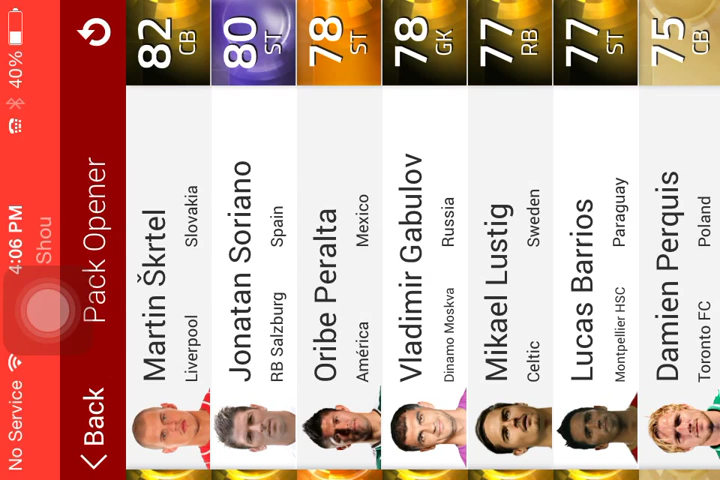 No Service 4:06 PM 40%
Shou
Back Pack Opener
Martin Škrtel 82
Liverpool Slovakia CB
Jonatan Soriano 80
RB Salzburg Spain ST
Oribe Peralta 78
América Mexico ST
Vladimir Gabulov 78
Dinamo Moskva Russia GK
Mikael Lustig 77
Celtic Sweden RB
Lucas Barrios 77
Montpellier HSC Paraguay ST
Damien Perquis 75
Toronto FC Poland CB